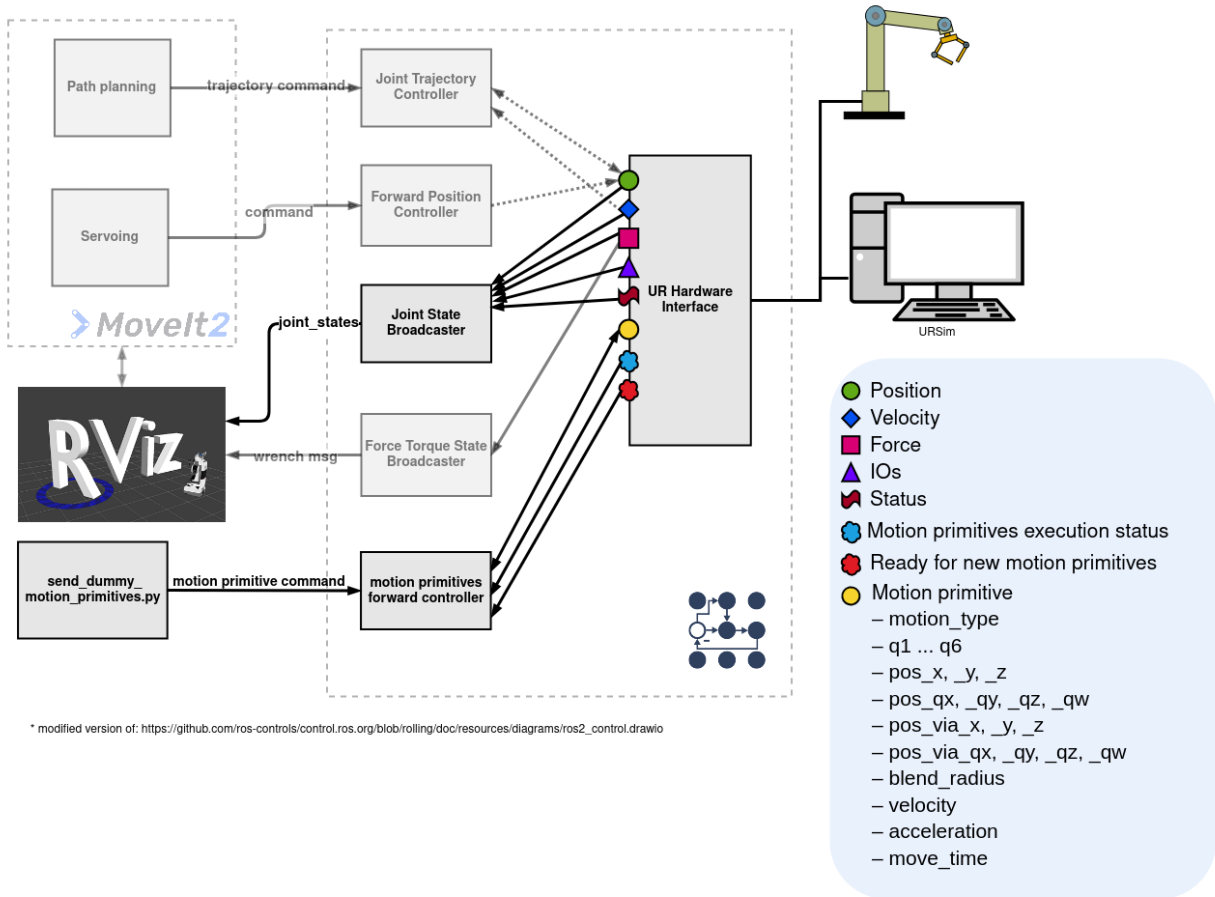 Path planning
trajectory command
Joint Trajectory
Controller
Servoing
command
Forward Position
Controller
MoveIt2
joint_states
Joint State
Broadcaster
UR Hardware
Interface
URSim
RViz
wrench msg
Force Torque State
Broadcaster
send_dummy_
motion_primitives.py
motion primitive command
motion primitives
forward controller
Position
Velocity
Force
IOs
Status
Motion primitives execution status
Ready for new motion primitives
Motion primitive
– motion_type
– q1 ... q6
– pos_x, _y, _z
– pos_qx, _qy, _qz, _qw
– pos_via_x, _y, _z
– pos_via_qx, _qy, _qz, _qw
– blend_radius
– velocity
– acceleration
– move_time
* modified version of: https://github.com/ros-controls/control.ros.org/blob/rolling/doc/resources/diagrams/ros2_control.drawio